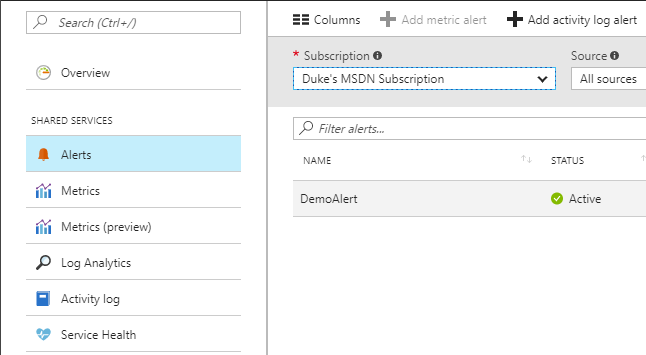 Search (Ctrl+/)
Overview
SHARED SERVICES
Alerts
Metrics
Metrics (preview)
Log Analytics
Activity log
Service Health
Columns Add metric alert Add activity log alert
* Subscription Source
Duke's MSDN Subscription All sources
Filter alerts...
NAME STATUS
DemoAlert Active